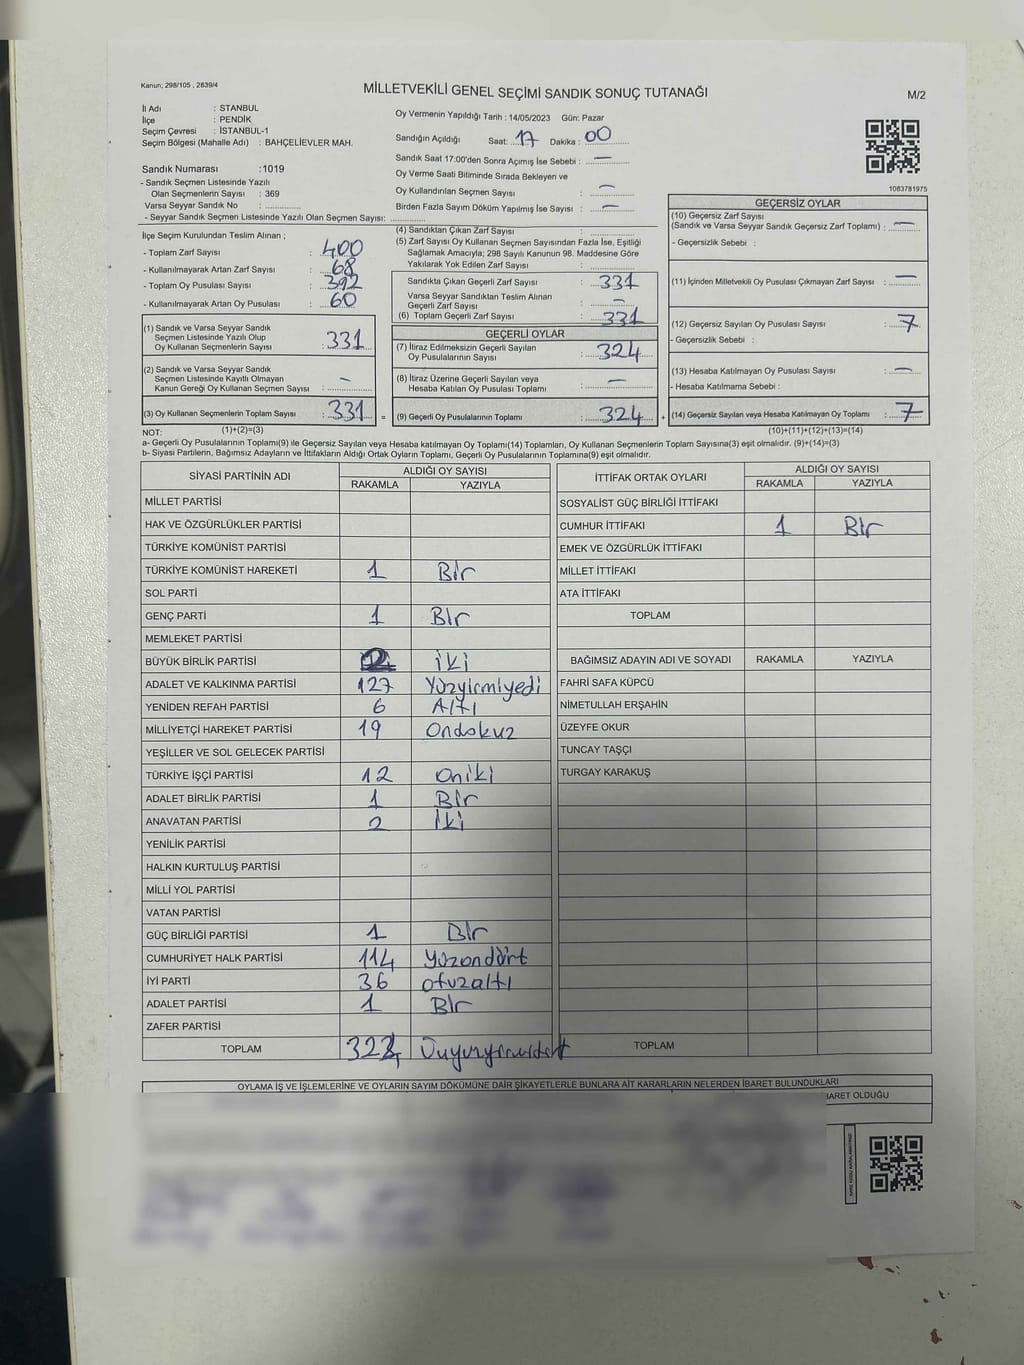 Kanun; 298/105 , 2839/4
MİLLETVEKİLİ GENEL SEÇİMİ SANDIK SONUÇ TUTANAĞI
M/2
İl Adı : STANBUL
İlçe : PENDİK
Seçim Çevresi : İSTANBUL-1
Seçim Bölgesi (Mahalle Adı) : BAHÇELİEVLER MAH.
Sandık Numarası :1019
- Sandık Seçmen Listesinde Yazılı
Olan Seçmenlerin Sayısı : 369
Varsa Seyyar Sandık No : ............
- Seyyar Sandık Seçmen Listesinde Yazılı Olan Seçmen Sayısı: ............
Oy Vermenin Yapıldığı Tarih : 14/05/2023 Gün: Pazar
Sandığın Açıldığı Saat: 17 Dakika : 00
Sandık Saat 17:00'den Sonra Açımış İse Sebebi : —
Oy Verme Saati Bitiminde Sırada Bekleyen ve
Oy Kullandırılan Seçmen Sayısı : —
Birden Fazla Sayım Döküm Yapılmış İse Sayısı : —
1083781975
İlçe Seçim Kurulundan Teslim Alınan ;
- Toplam Zarf Sayısı : 400
- Kullanılmayarak Artan Zarf Sayısı : 68
- Toplam Oy Pusulası Sayısı : 392
- Kullanılmayarak Artan Oy Pusulası : 60
(1) Sandık ve Varsa Seyyar Sandık
Seçmen Listesinde Yazılı Olup
Oy Kullanan Seçmenlerin Sayısı : 331
(2) Sandık ve Varsa Seyyar Sandık
Seçmen Listesinde Kayıtlı Olmayan
Kanun Gereği Oy Kullanan Seçmen Sayısı : —
(3) Oy Kullanan Seçmenlerin Toplam Sayısı : 331 =
(1)+(2)=(3)
(4) Sandıktan Çıkan Zarf Sayısı : ............
(5) Zarf Sayısı Oy Kullanan Seçmen Sayısından Fazla İse, Eşitliği
Sağlamak Amacıyla; 298 Sayılı Kanunun 98. Maddesine Göre
Yakılarak Yok Edilen Zarf Sayısı : ............
Sandıkta Çıkan Geçerli Zarf Sayısı : 331
Varsa Seyyar Sandıktan Teslim Alınan
Geçerli Zarf Sayısı : —
(6) Toplam Geçerli Zarf Sayısı : 331
GEÇERLİ OYLAR
(7) İtiraz Edilmeksizin Geçerli Sayılan
Oy Pusulalarının Sayısı : 324
(8) İtiraz Üzerine Geçerli Sayılan veya
Hesaba Katılan Oy Pusulası Toplamı : —
(9) Geçerli Oy Pusulalarının Toplamı : 324 +
GEÇERSİZ OYLAR
(10) Geçersiz Zarf Sayısı
(Sandık ve Varsa Seyyar Sandık Geçersiz Zarf Toplamı) : —
- Geçersizlik Sebebi :
(11) İçinden Milletvekili Oy Pusulası Çıkmayan Zarf Sayısı : —
(12) Geçersiz Sayılan Oy Pusulası Sayısı : 7
- Geçersizlik Sebebi :
(13) Hesaba Katılmayan Oy Pusulası Sayısı : —
- Hesaba Katılmama Sebebi :
(14) Geçersiz Sayılan veya Hesaba Katılmayan Oy Toplamı : 7
(10)+(11)+(12)+(13)=(14)
NOT:
a- Geçerli Oy Pusulalarının Toplamı(9) ile Geçersiz Sayılan veya Hesaba katılmayan Oy Toplamı(14) Toplamları, Oy Kullanan Seçmenlerin Toplam Sayısına(3) eşit olmalıdır. (9)+(14)=(3)
b- Siyasi Partilerin, Bağımsız Adayların ve İttifakların Aldığı Ortak Oyların Toplamı, Geçerli Oy Pusulalarının Toplamına(9) eşit olmalıdır.
SİYASİ PARTİNİN ADI ALDIĞI OY SAYISI
RAKAMLA YAZIYLA
MİLLET PARTİSİ
HAK VE ÖZGÜRLÜKLER PARTİSİ
TÜRKİYE KOMÜNİST PARTİSİ
TÜRKİYE KOMÜNİST HAREKETİ 1 Bir
SOL PARTİ
GENÇ PARTİ 1 Bir
MEMLEKET PARTİSİ
BÜYÜK BİRLİK PARTİSİ 2 iki
ADALET VE KALKINMA PARTİSİ 127 Yüzyirmiyedi
YENİDEN REFAH PARTİSİ 6 Altı
MİLLİYETÇİ HAREKET PARTİSİ 19 Ondokuz
YEŞİLLER VE SOL GELECEK PARTİSİ
TÜRKİYE İŞÇİ PARTİSİ 12 Oniki
ADALET BİRLİK PARTİSİ 1 Bir
ANAVATAN PARTİSİ 2 İki
YENİLİK PARTİSİ
HALKIN KURTULUŞ PARTİSİ
MİLLİ YOL PARTİSİ
VATAN PARTİSİ
GÜÇ BİRLİĞİ PARTİSİ 1 Bir
CUMHURİYET HALK PARTİSİ 114 Yüzondört
İYİ PARTİ 36 otuzaltı
ADALET PARTİSİ 1 Bir
ZAFER PARTİSİ
TOPLAM
İTTİFAK ORTAK OYLARI ALDIĞI OY SAYISI
RAKAMLA YAZIYLA
SOSYALİST GÜÇ BİRLİĞİ İTTİFAKI
CUMHUR İTTİFAKI 1 Bir
EMEK VE ÖZGÜRLÜK İTTİFAKI
MİLLET İTTİFAKI
ATA İTTİFAKI
TOPLAM
BAĞIMSIZ ADAYIN ADI VE SOYADI RAKAMLA YAZIYLA
FAHRİ SAFA KÜPCÜ
NİMETULLAH ERŞAHİN
ÜZEYFE OKUR
TUNCAY TAŞÇI
TURGAY KARAKUŞ
TOPLAM
OYLAMA İŞ VE İŞLEMLERİNE VE OYLARIN SAYIM DÖKÜMÜNE DAİR ŞİKAYETLERLE BUNLARA AİT KARARLARIN NELERDEN İBARET BULUNDUKLARI
İBARET OLDUĞU